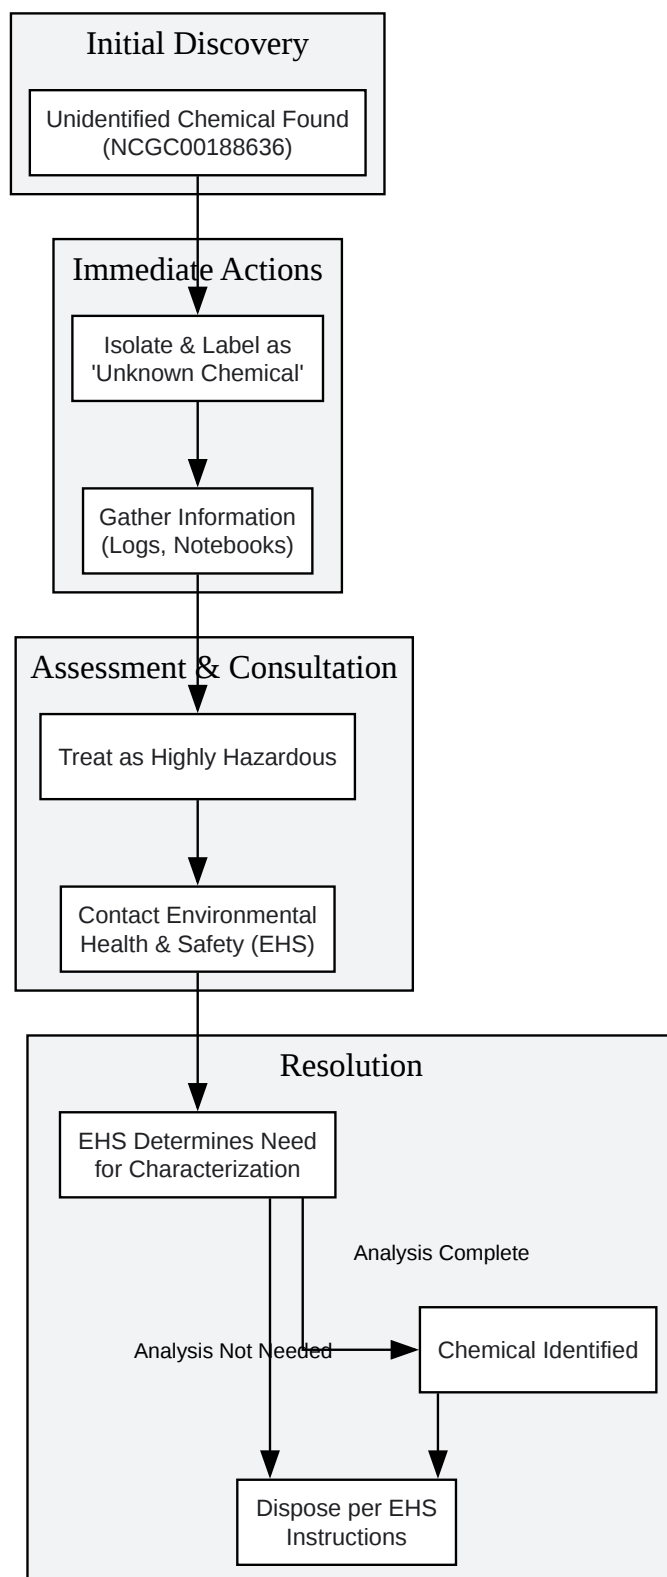 Initial Discovery
Unidentified Chemical Found
(NCGC00188636)
Immediate Actions
Isolate & Label as
'Unknown Chemical'
Gather Information
(Logs, Notebooks)
Assessment & Consultation
Treat as Highly Hazardous
Contact Environmental
Health & Safety (EHS)
Resolution
EHS Determines Need
for Characterization
Analysis Complete
Analysis Not Needed
Chemical Identified
Dispose per EHS
Instructions